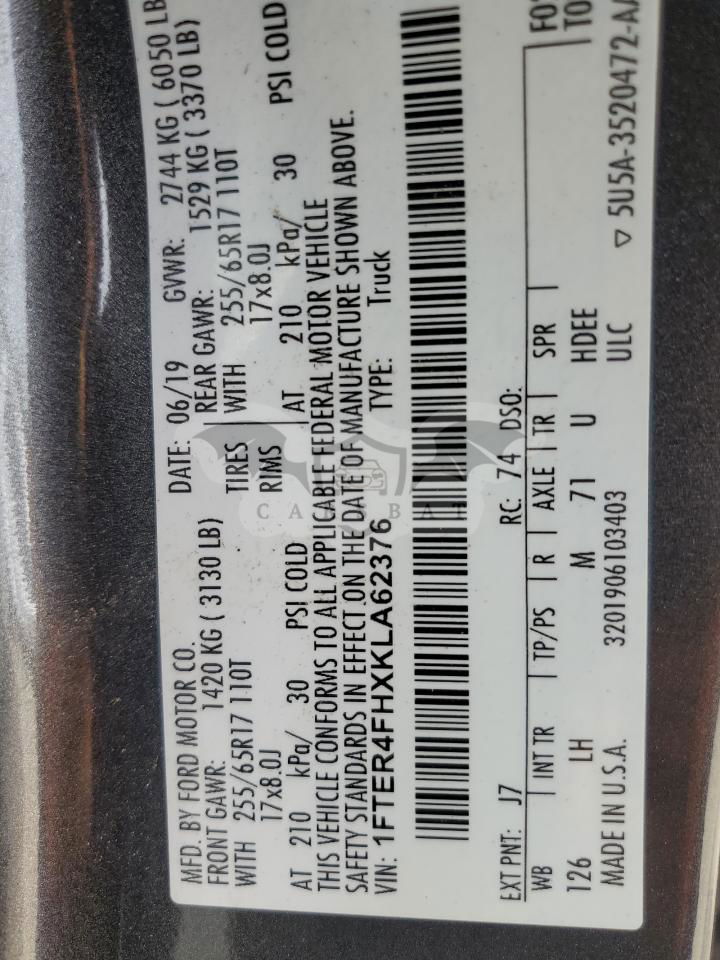 MFD. BY FORD MOTOR CO.
DATE: 06/19 GVWR: 2744 KG ( 6050 LB
FRONT GAWR: 1420 KG ( 3130 LB)
REAR GAWR: 1529 KG ( 3370 LB)
WITH 255/65R17 110T
TIRES WITH 255/65R17 110T
17x8.0J
RIMS 17x8.0J
AT 210 kPa/ 30 PSI COLD
AT 210 kPa/ 30 PSI COLD
THIS VEHICLE CONFORMS TO ALL APPLICABLE FEDERAL MOTOR VEHICLE
SAFETY STANDARDS IN EFFECT ON THE DATE OF MANUFACTURE SHOWN ABOVE.
VIN: 1FTER4FHXKLA62376 TYPE: Truck
CARSBAT
EXT PNT: J7 RC: 74 DSO:
WB INT TR TP/PS R AXLE TR SPR
126 LH M 71 U HDEE
MADE IN U.S.A. 3201906103403 ULC
5U5A-3520472-A